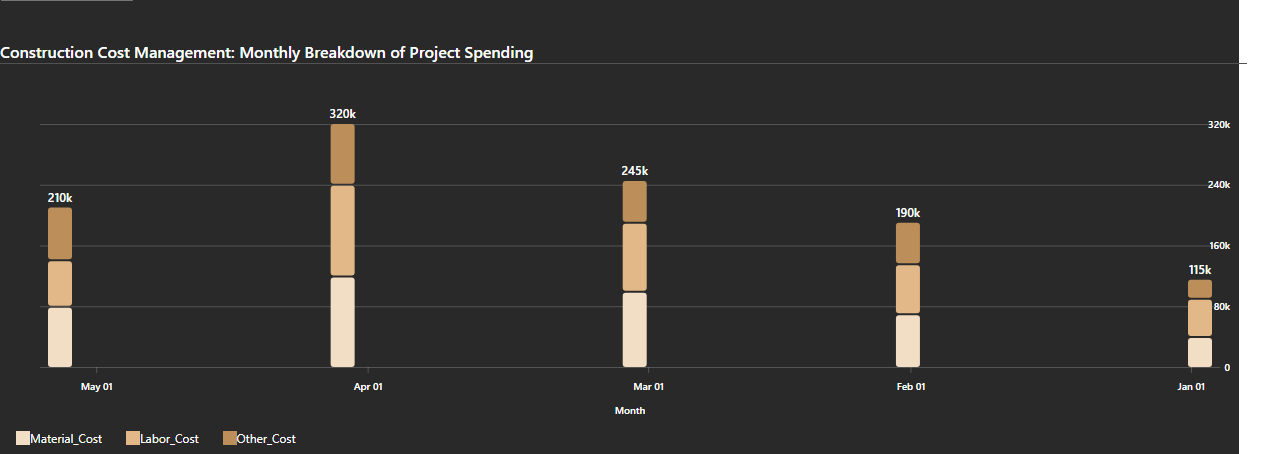 Construction Cost Management: Monthly Breakdown of Project Spending
320k
320k
245k
240k
210k
190k
160k
115k
80k
0
May 01
Apr 01
Mar 01
Feb 01
Jan 01
Month
Material_Cost
Labor_Cost
Other_Cost